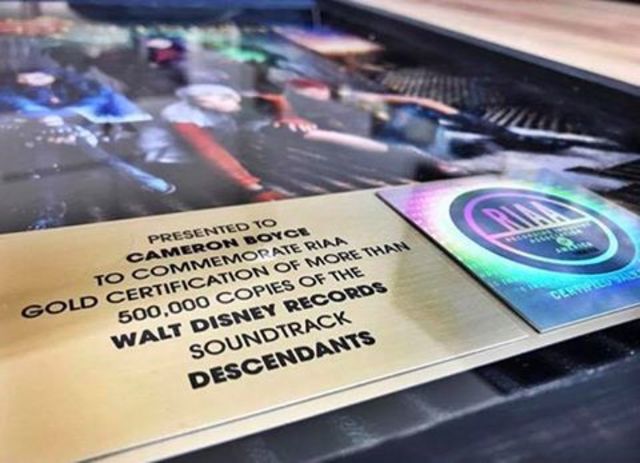 PRESENTED TO
CAMERON BOYCE
TO COMMEMORATE RIAA
GOLD CERTIFICATION OF MORE THAN
500,000 COPIES OF THE
WALT DISNEY RECORDS
SOUNDTRACK
DESCENDANTS
RIAA
CERTIFIED